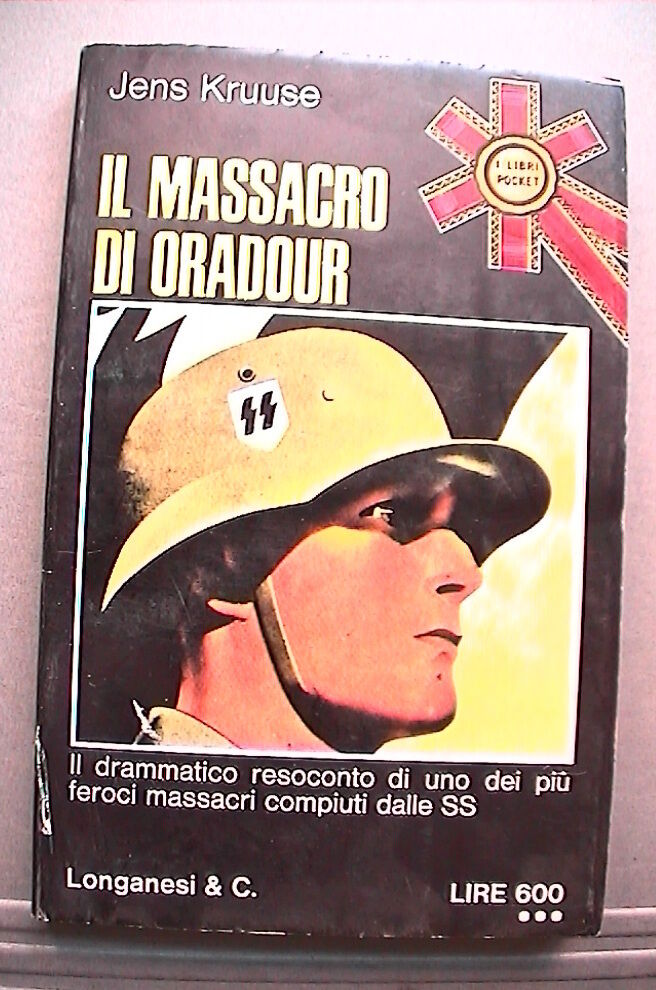 Jens Kruuse
I LIBRI
POCKET
IL MASSACRO
DI ORADOUR
Il drammatico resoconto di uno dei più
feroci massacri compiuti dalle SS
Longanesi & C.
LIRE 600